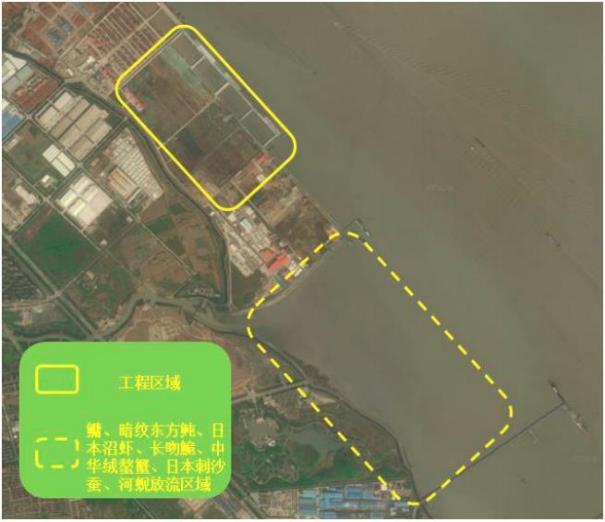 工程区域
鳙、暗纹东方鲀、日
本沼虾、长吻鮠、中
华绒螯蟹、日本刺沙
蚕、河蚬放流区域